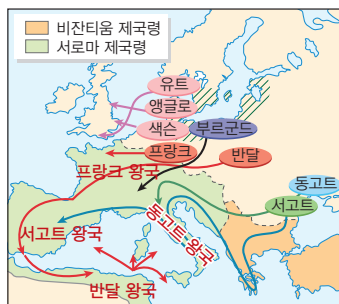 비잔티움 제국령
서로마 제국령
유트
앵글로
색슨
부르군드
프랑크
반달
프랑크 왕국
동고트
서고트
동고트 왕국
서고트 왕국
반달 왕국